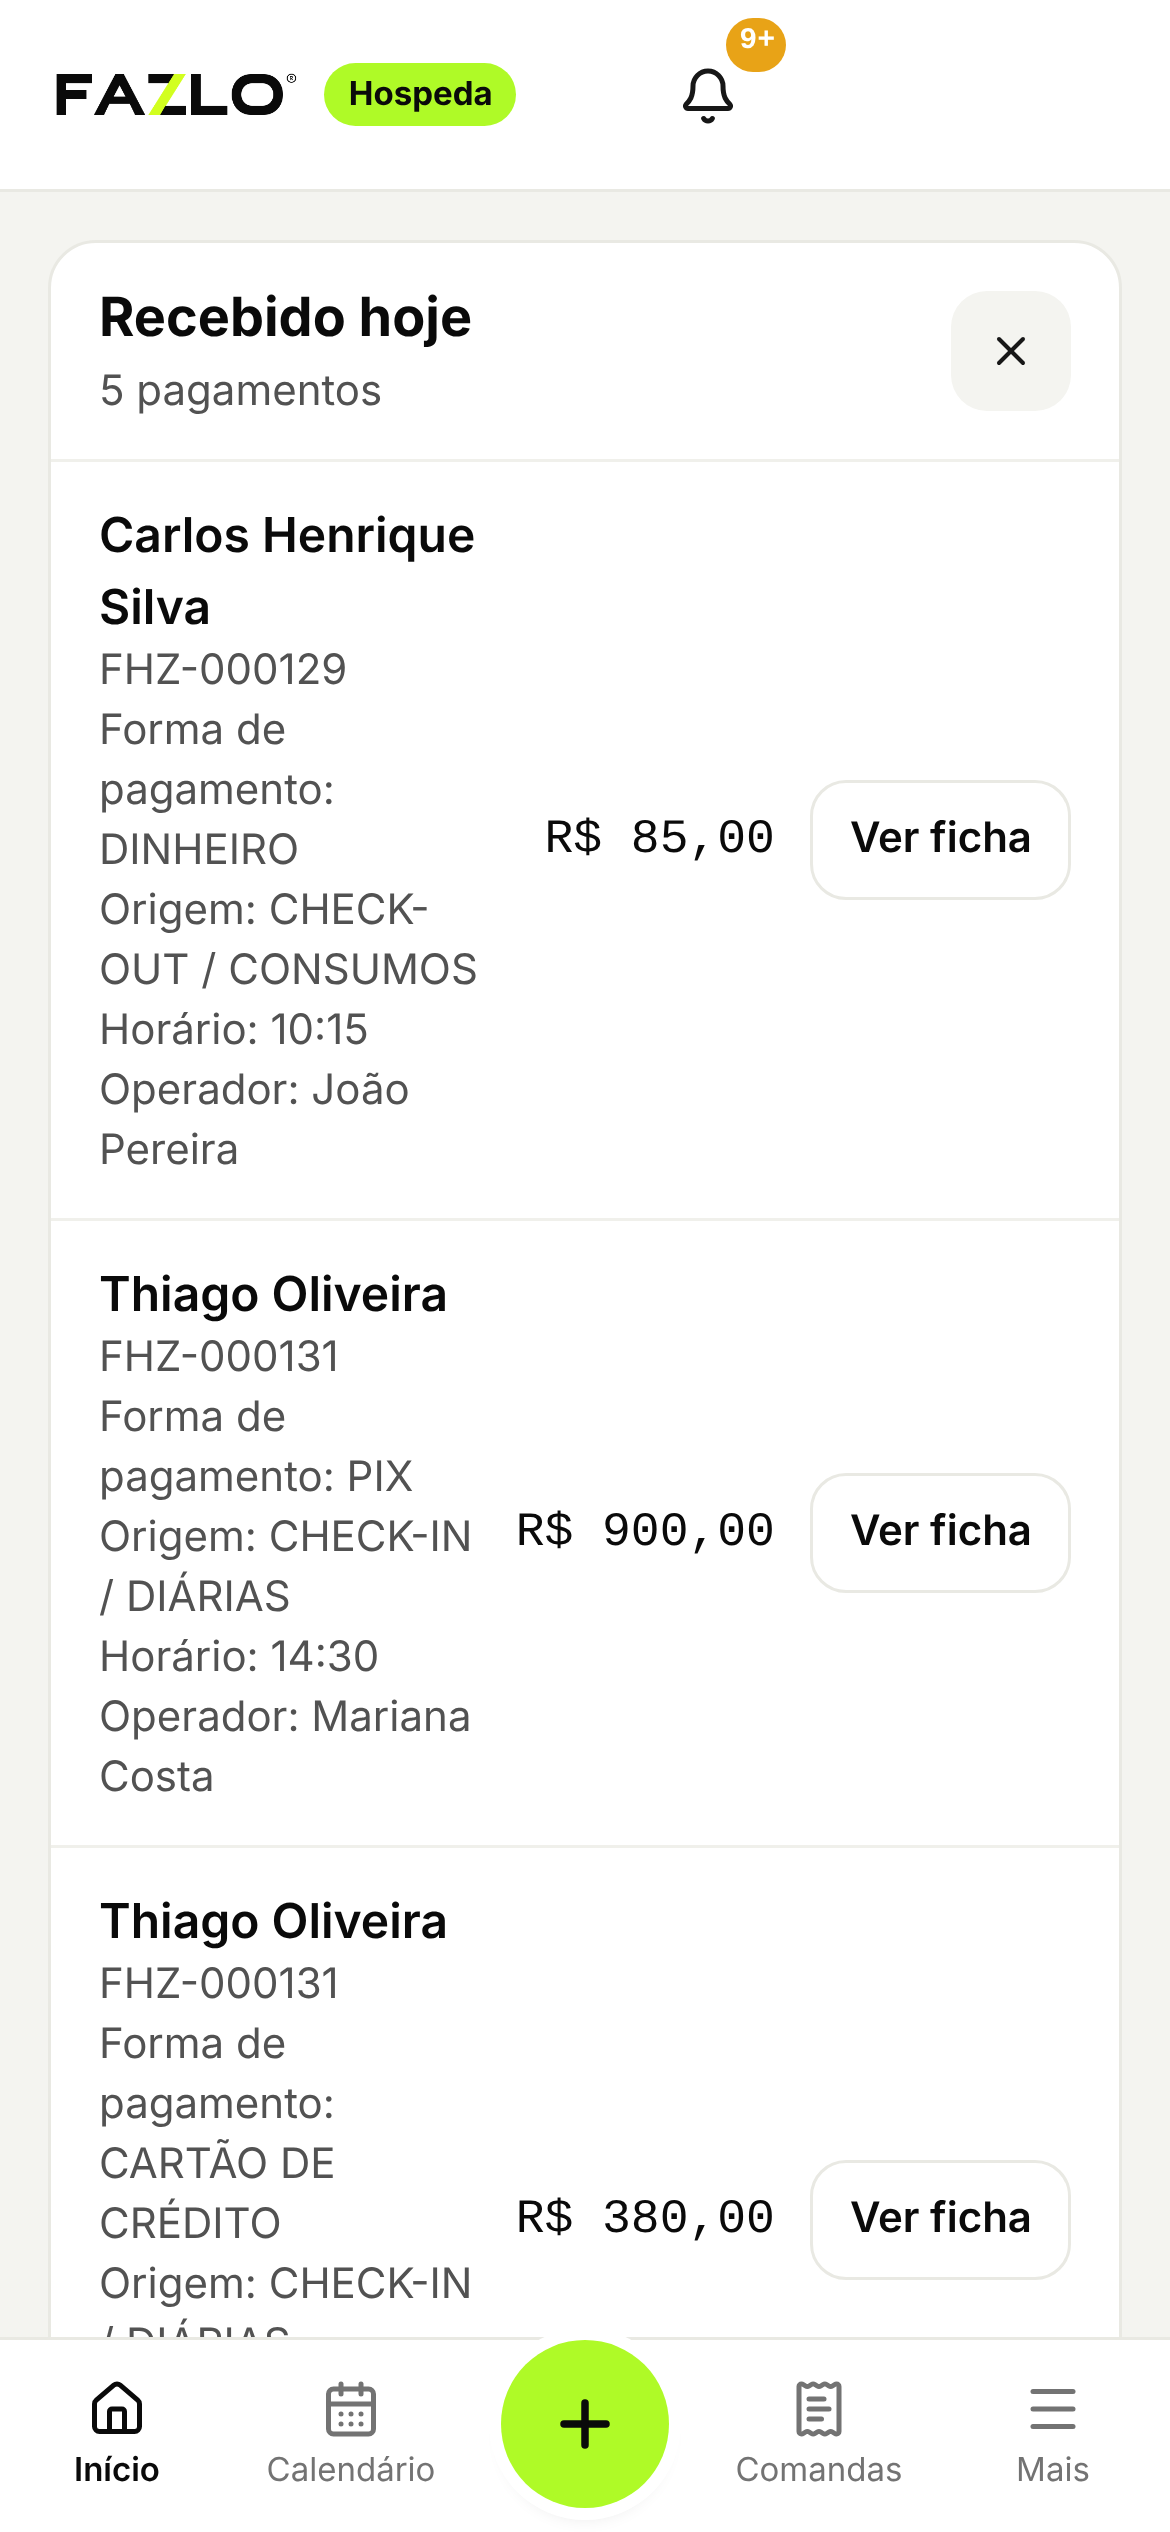 FAZLO®
Hospeda
9+
Recebido hoje
5 pagamentos
Carlos Henrique
Silva
FHZ-000129
Forma de
pagamento:
DINHEIRO
Origem: CHECK-
OUT / CONSUMOS
Horário: 10:15
Operador: João
Pereira
R$ 85,00
Ver ficha
Thiago Oliveira
FHZ-000131
Forma de
pagamento: PIX
Origem: CHECK-IN
/ DIÁRIAS
Horário: 14:30
Operador: Mariana
Costa
R$ 900,00
Ver ficha
Thiago Oliveira
FHZ-000131
Forma de
pagamento:
CARTÃO DE
CRÉDITO
Origem: CHECK-IN
/ DIÁRIAS
R$ 380,00
Ver ficha
Início
Calendário
Comandas
Mais